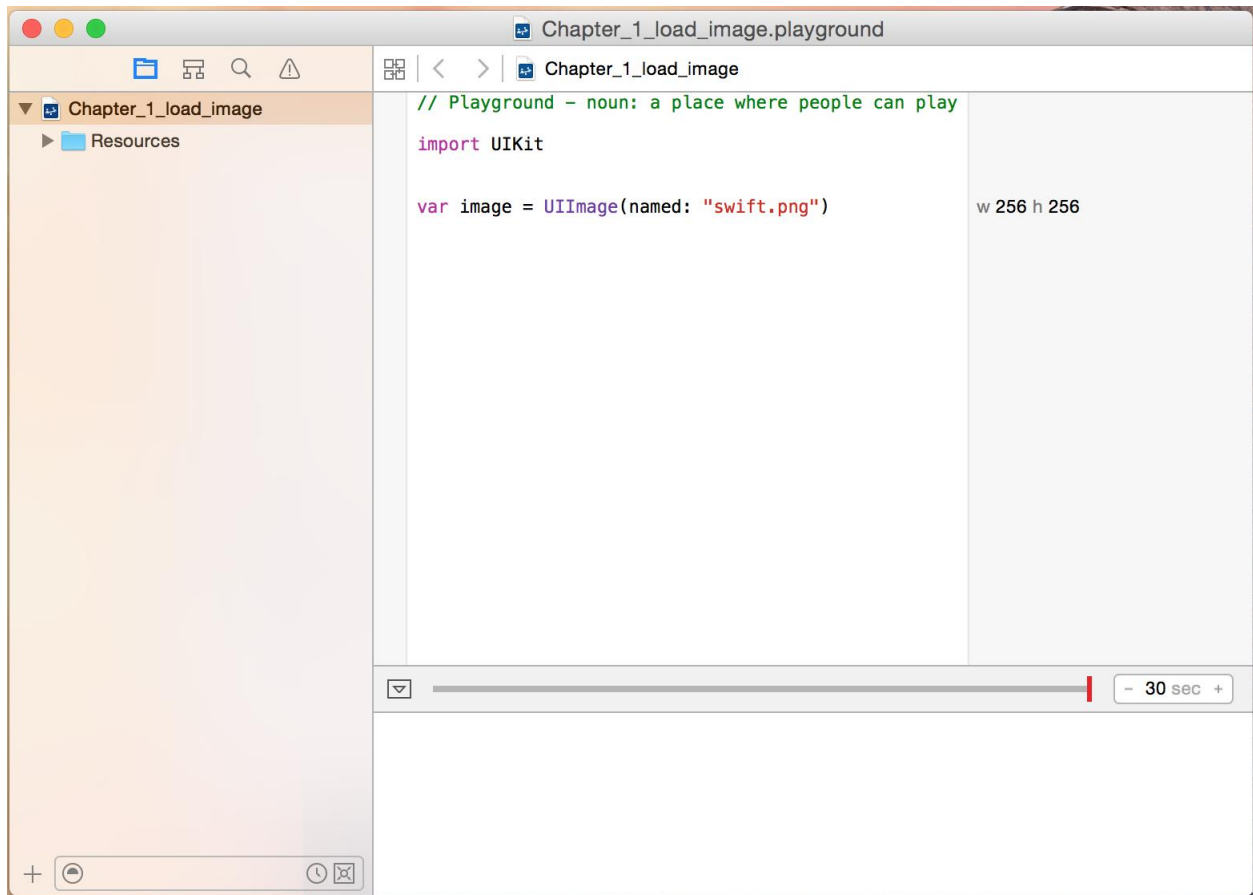 Chapter_1_load_image.playground
Chapter_1_load_image
Chapter_1_load_image
Resources
// Playground – noun: a place where people can play
import UIKit
var image = UIImage(named: "swift.png")
w 256 h 256
- 30 sec +